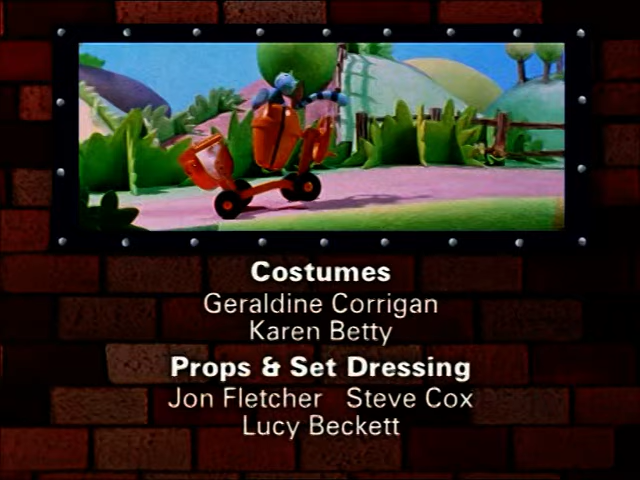 Costumes
Geraldine Corrigan
Karen Betty
Props & Set Dressing
Jon Fletcher Steve Cox
Lucy Beckett